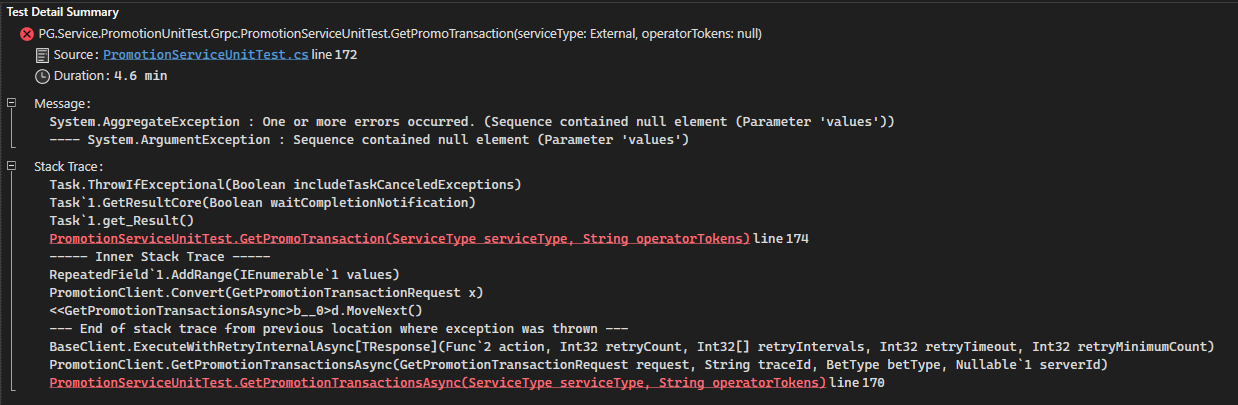 Test Detail Summary
PG.Service.PromotionUnitTest.Grpc.PromotionServiceUnitTest.GetPromoTransaction(serviceType: External, operatorTokens: null)
Source: PromotionServiceUnitTest.cs line 172
Duration: 4.6 min
Message:
System.AggregateException : One or more errors occurred. (Sequence contained null element (Parameter 'values'))
---- System.ArgumentException : Sequence contained null element (Parameter 'values')
Stack Trace:
Task.ThrowIfExceptional(Boolean includeTaskCanceledExceptions)
Task`1.GetResultCore(Boolean waitCompletionNotification)
Task`1.get_Result()
PromotionServiceUnitTest.GetPromoTransaction(ServiceType serviceType, String operatorTokens) line 174
----- Inner Stack Trace -----
RepeatedField`1.AddRange(IEnumerable`1 values)
PromotionClient.Convert(GetPromotionTransactionRequest x)
<<GetPromotionTransactionsAsync>b__0>d.MoveNext()
--- End of stack trace from previous location where exception was thrown ---
BaseClient.ExecuteWithRetryInternalAsync[TResponse](Func`2 action, Int32 retryCount, Int32[] retryIntervals, Int32 retryTimeout, Int32 retryMinimumCount)
PromotionClient.GetPromotionTransactionsAsync(GetPromotionTransactionRequest request, String traceId, BetType betType, Nullable`1 serverId)
PromotionServiceUnitTest.GetPromotionTransactionsAsync(ServiceType serviceType, String operatorTokens) line 170